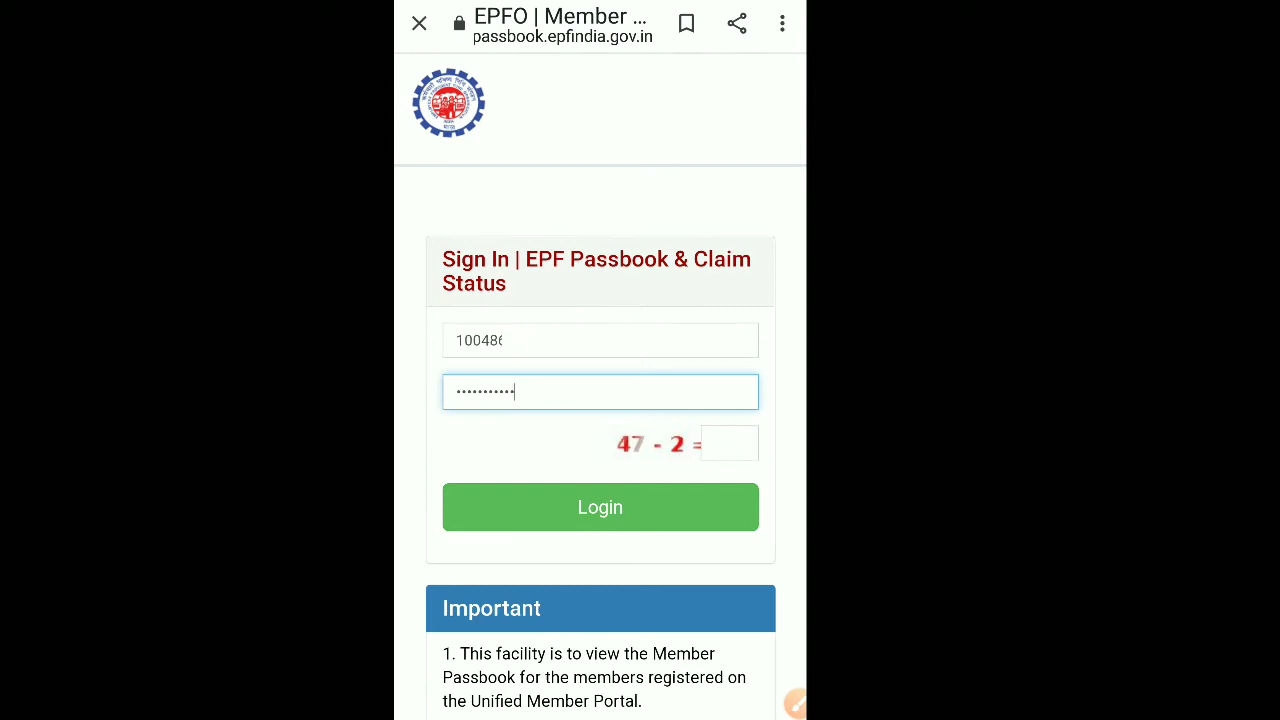 EPFO | Member ...
passbook.epfindia.gov.in
Sign In | EPF Passbook & Claim
Status
100486
•••••••••••
47 - 2 =
Login
Important
1. This facility is to view the Member
Passbook for the members registered on
the Unified Member Portal.